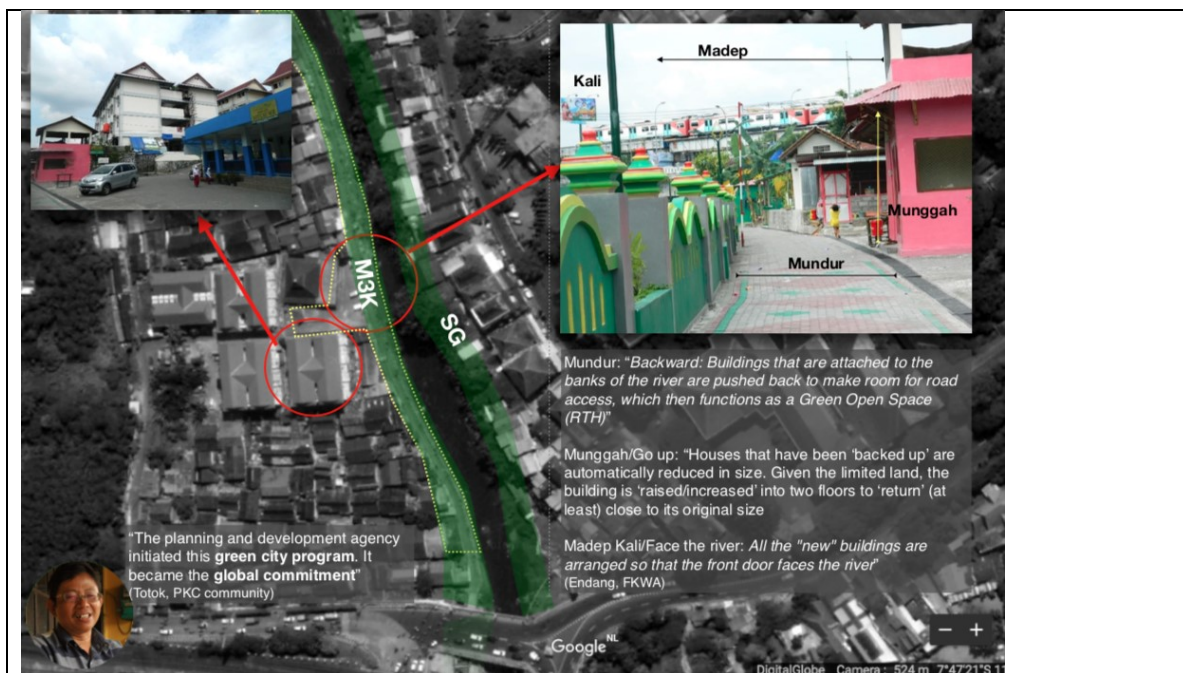 Madep
Kali
Munggah
Mundur
M3K
SG
Mundur: “Backward: Buildings that are attached to the
banks of the river are pushed back to make room for road
access, which then functions as a Green Open Space
(RTH)”
Munggah/Go up: “Houses that have been ‘backed up’ are
automatically reduced in size. Given the limited land, the
building is ‘raised/increased’ into two floors to ‘return’ (at
least) close to its original size
Madep Kali/Face the river: All the "new" buildings are
arranged so that the front door faces the river”
(Endang, FKWA)
“The planning and development agency
initiated this green city program. It
became the global commitment”
(Totok, PKC community)
Google NL
DigitalGlobe Camera : 524 m 7°47'21"S 11